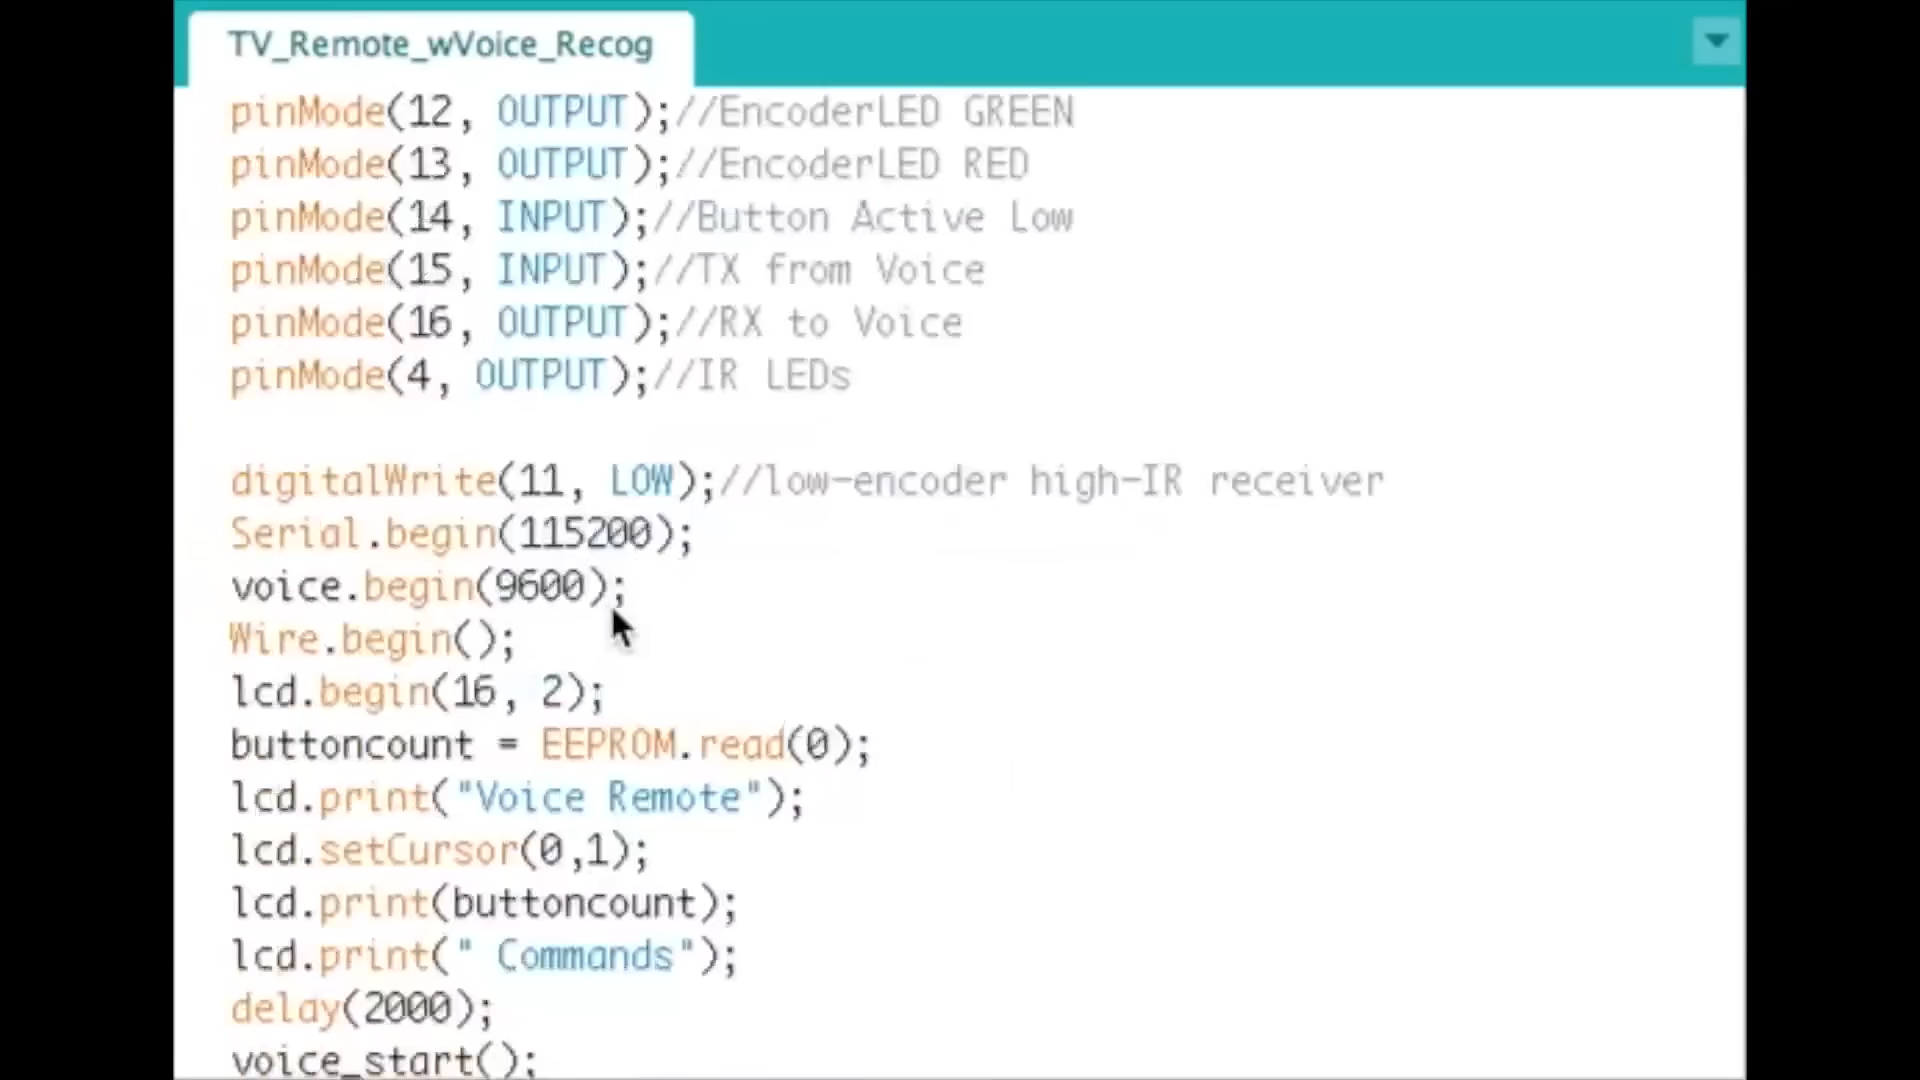 TV_Remote_wVoice_Recog
pinMode(12, OUTPUT);//EncoderLED GREEN
pinMode(13, OUTPUT);//EncoderLED RED
pinMode(14, INPUT);//Button Active Low
pinMode(15, INPUT);//TX from Voice
pinMode(16, OUTPUT);//RX to Voice
pinMode(4, OUTPUT);//IR LEDs
digitalWrite(11, LOW);//low-encoder high-IR receiver
Serial.begin(115200);
voice.begin(9600);
Wire.begin();
lcd.begin(16, 2);
buttoncount = EEPROM.read(0);
lcd.print("Voice Remote");
lcd.setCursor(0,1);
lcd.print(buttoncount);
lcd.print(" Commands");
delay(2000);
voice_start();